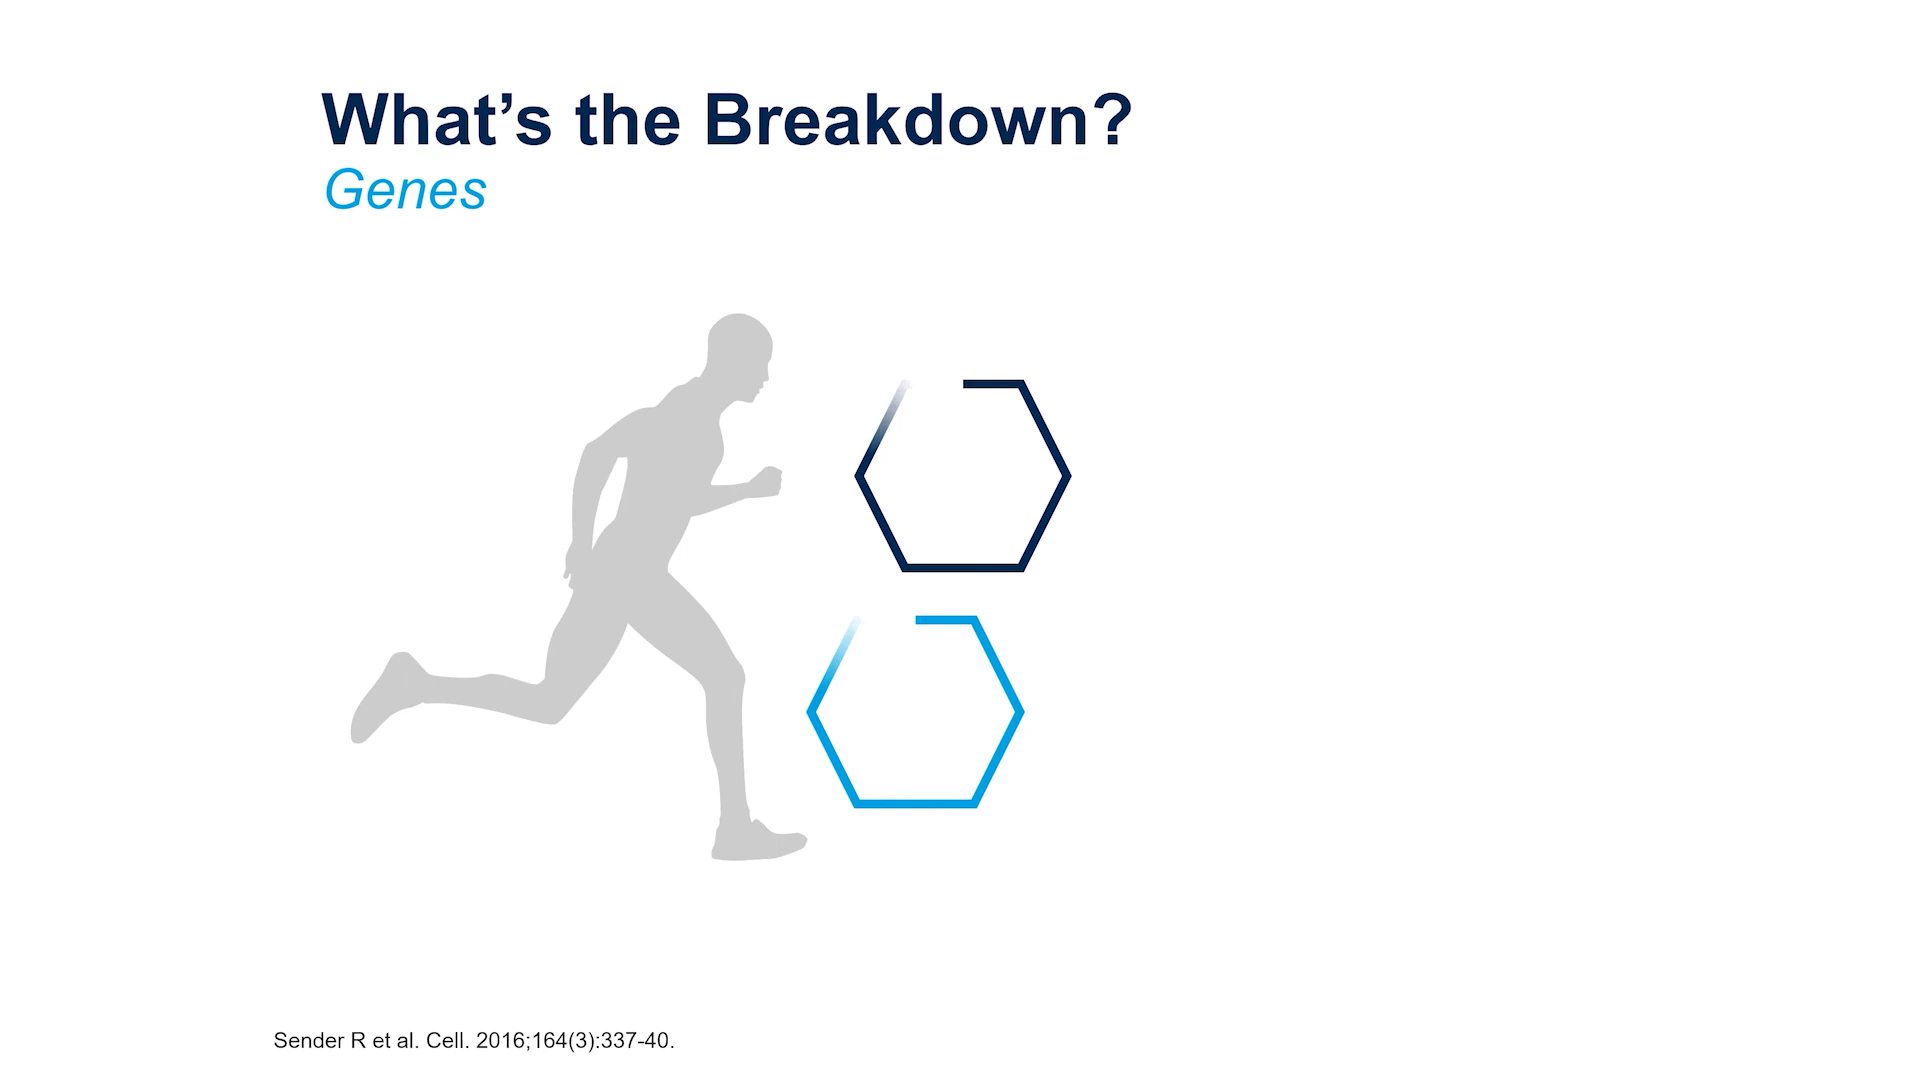 What’s the Breakdown?
Genes
Sender R et al. Cell. 2016;164(3):337-40.